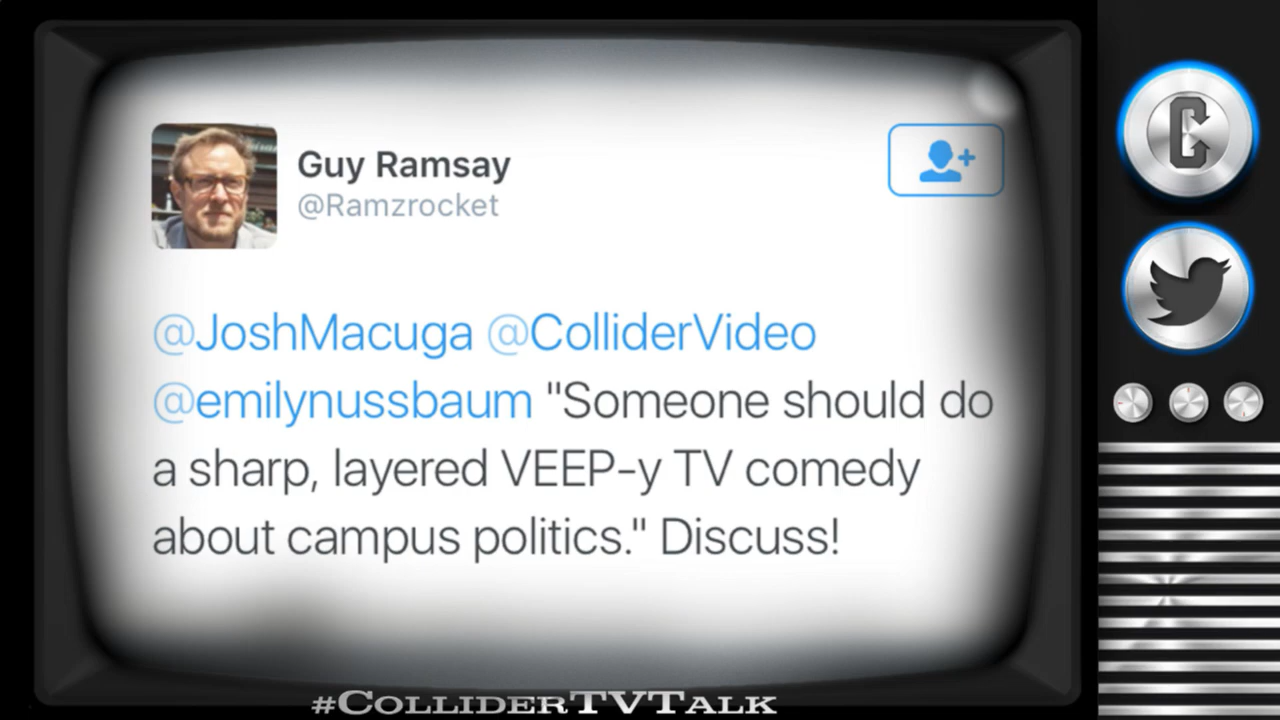 Guy Ramsay
@Ramzrocket
@JoshMacuga @ColliderVideo
@emilynussbaum "Someone should do
a sharp, layered VEEP-y TV comedy
about campus politics." Discuss!
#ColliderTVTalk